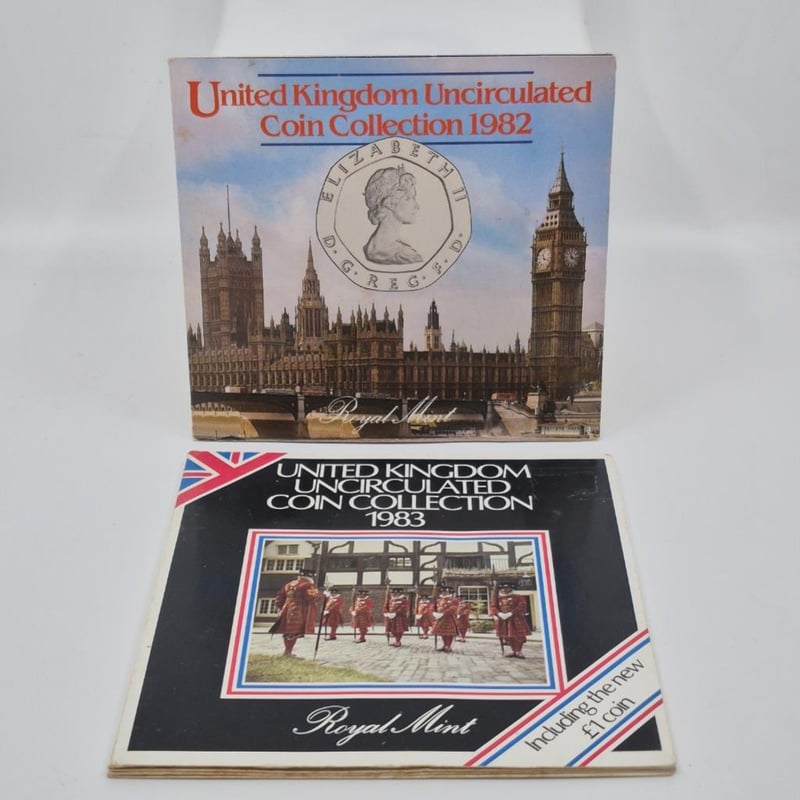 United Kingdom Uncirculated
Coin Collection 1982
ELIZABETH II
D·G·REG·F·D·
Royal Mint
UNITED KINGDOM
UNCIRCULATED
COIN COLLECTION
1983
Royal Mint
Including the new
£1 coin